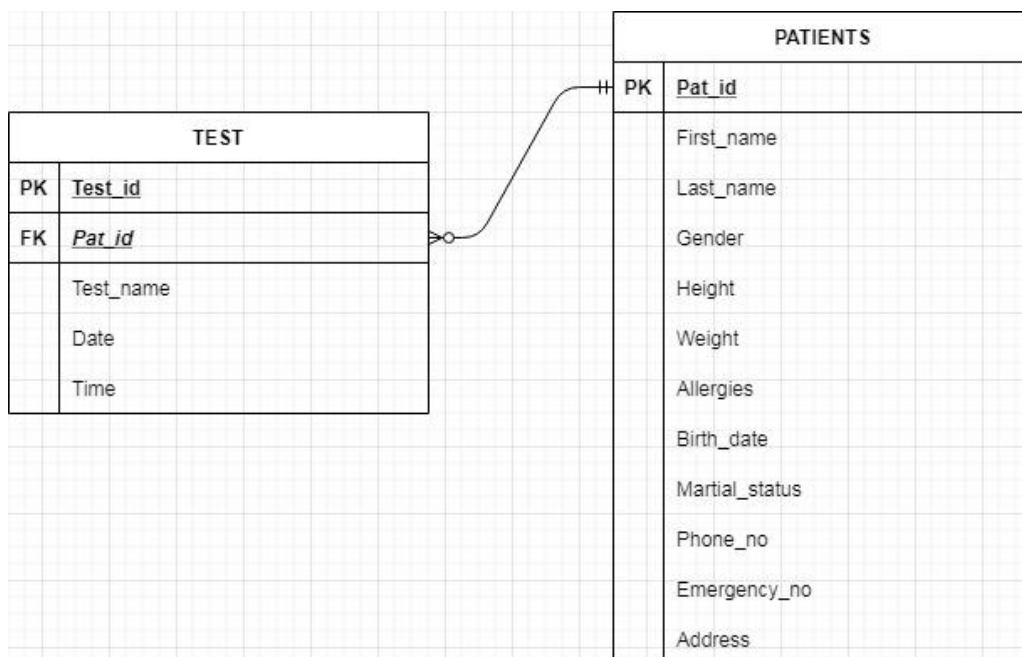 TEST
PK Test_id
FK Pat_id
Test_name
Date
Time
PATIENTS
PK Pat_id
First_name
Last_name
Gender
Height
Weight
Allergies
Birth_date
Martial_status
Phone_no
Emergency_no
Address